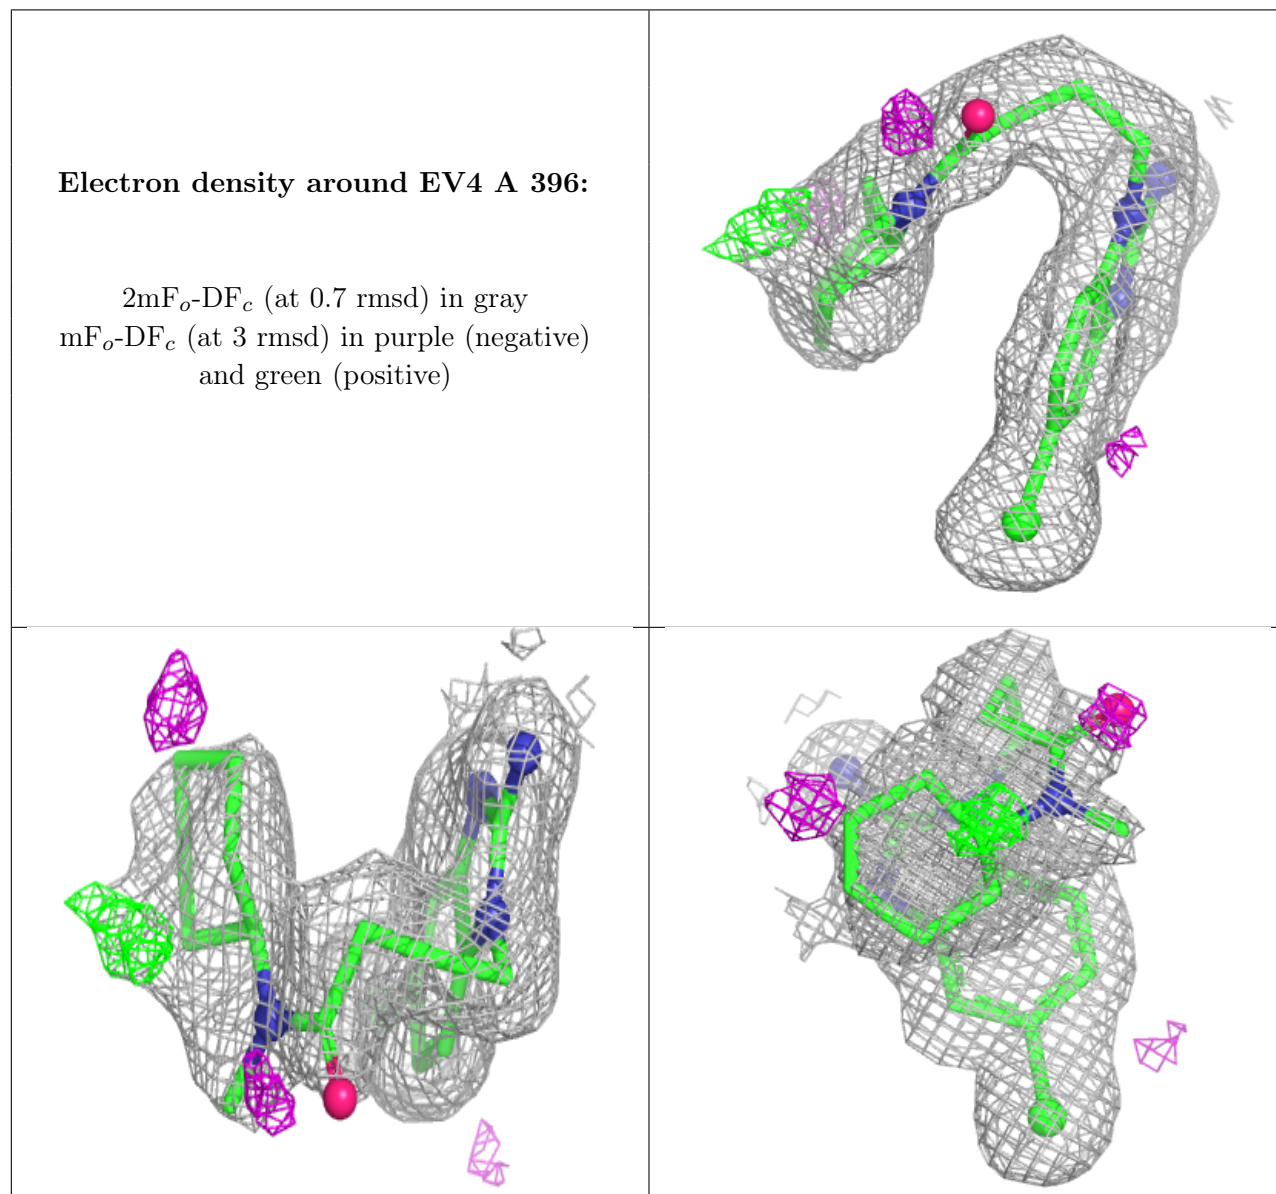 Electron density around EV4 A 396:
2mFo-DFc (at 0.7 rmsd) in gray
mFo-DFc (at 3 rmsd) in purple (negative)
and green (positive)